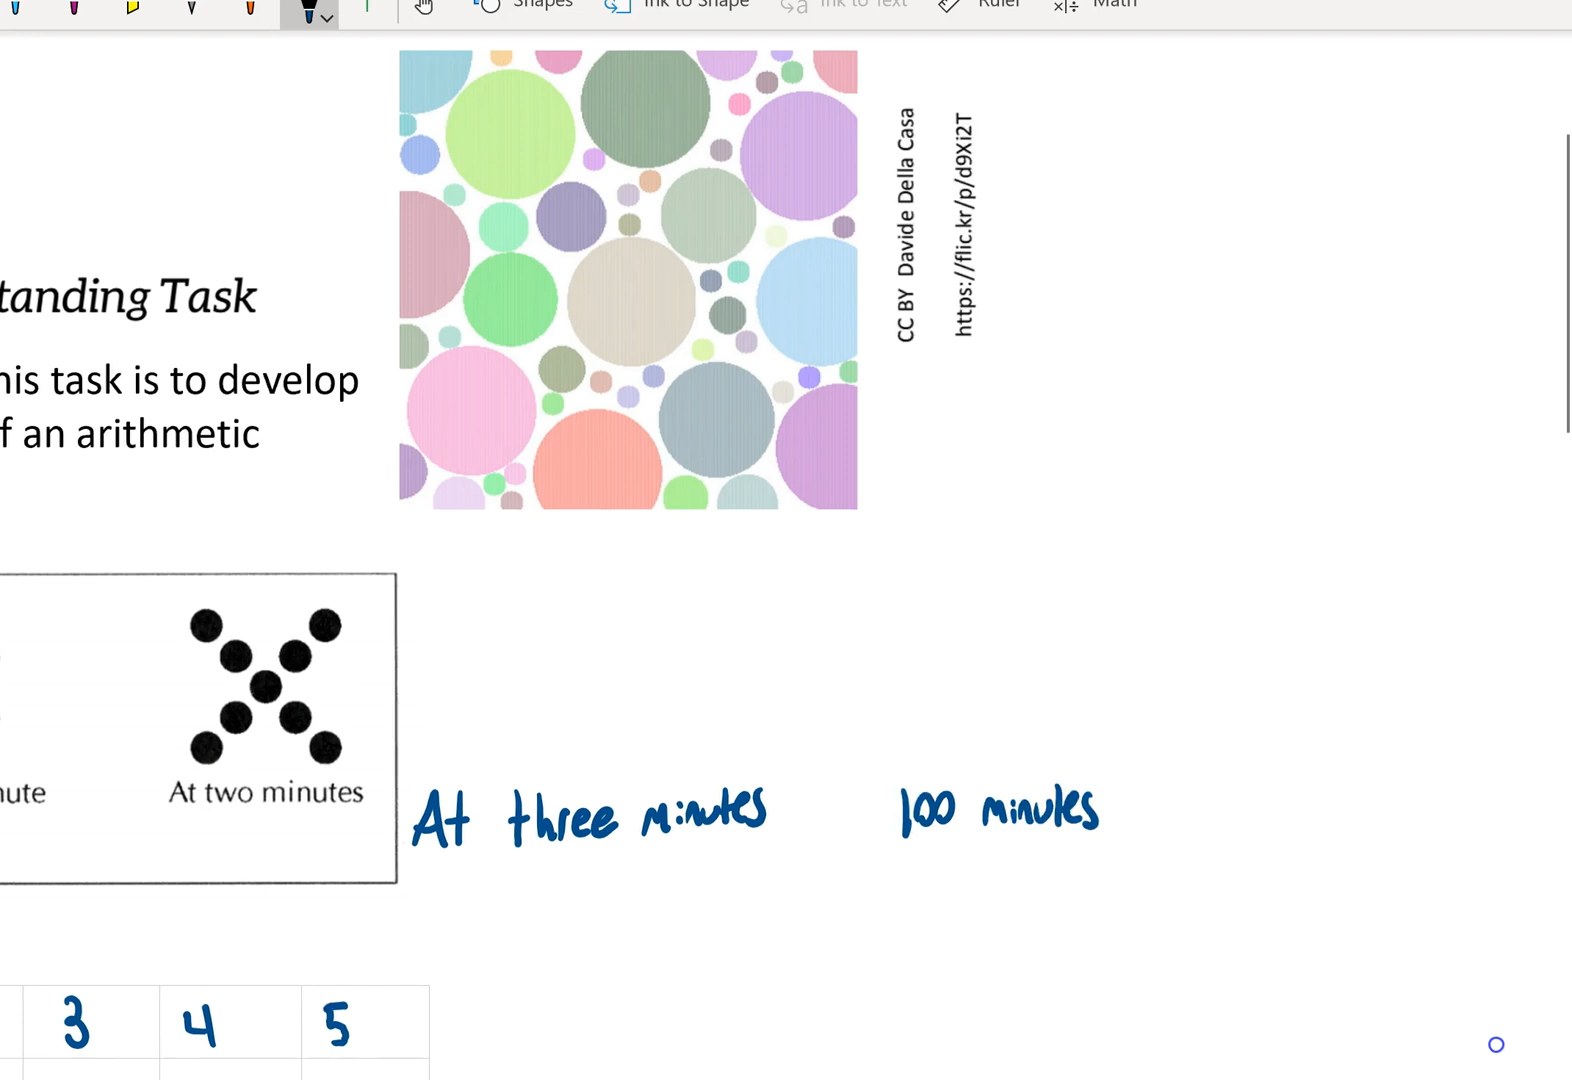 Shapes
Ink to Shape
Ink to Text
Ruler
Math
CC BY Davide Della Casa
https://flic.kr/p/d9Xi2T
tanding Task
his task is to develop
f an arithmetic
At two minutes
At three minutes
100 minutes
3 4 5